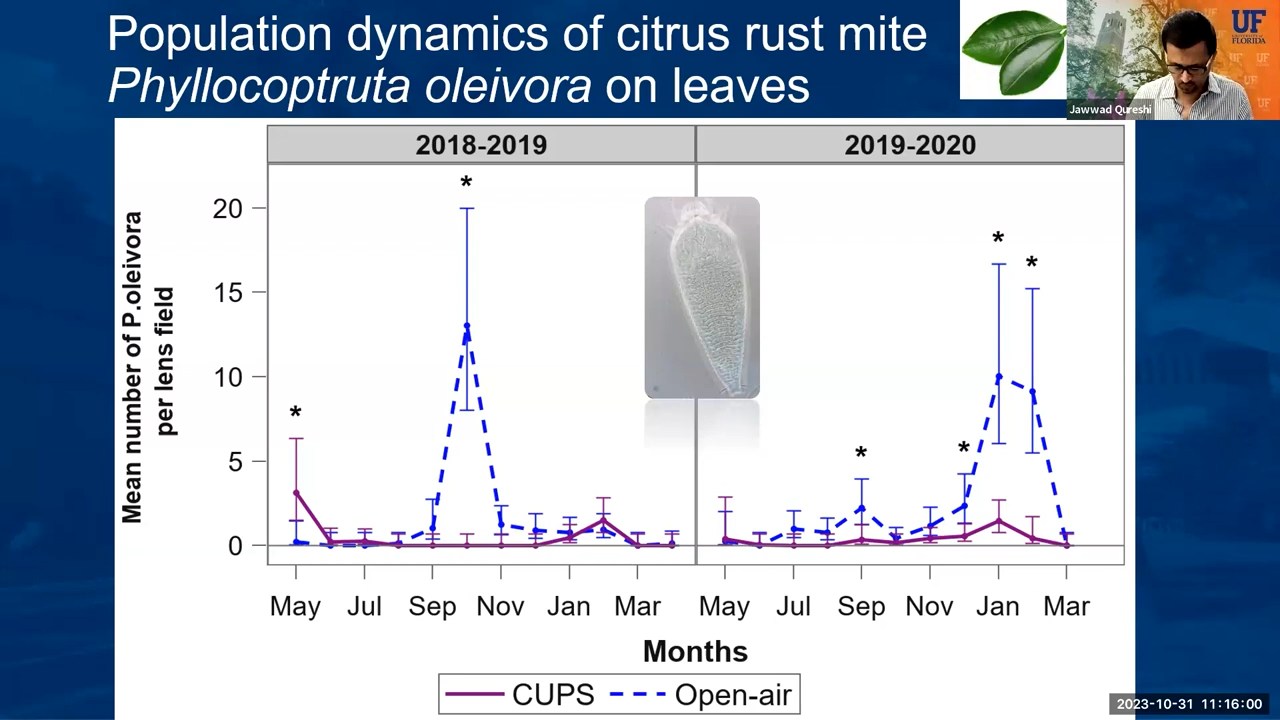 Population dynamics of citrus rust mite
Phyllocoptruta oleivora on leaves
UF
UNIVERSITY of
FLORIDA
Jawwad Qureshi
2018-2019
2019-2020
Mean number of P.oleivora
per lens field
20
15
10
5
0
*
*
*
*
*
*
May Jul Sep Nov Jan Mar May Jul Sep Nov Jan Mar
Months
CUPS Open-air
2023-10-31 11:16:00